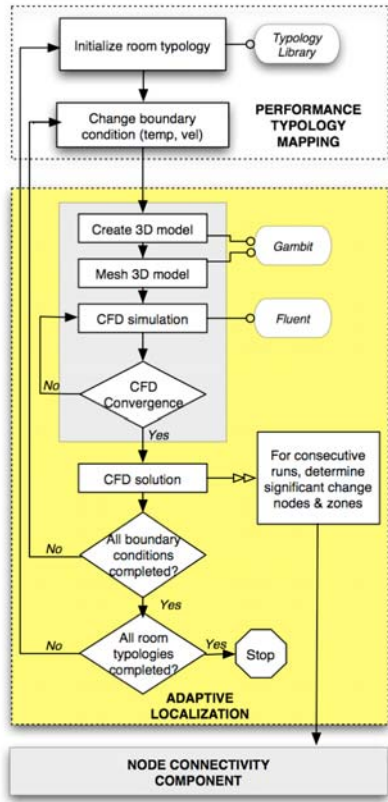 Initialize room typology
Typology
Library
Change boundary
condition (temp, vel)
PERFORMANCE
TYPOLOGY
MAPPING
Create 3D model
Gambit
Mesh 3D model
CFD simulation
Fluent
No
CFD
Convergence
Yes
CFD solution
For consecutive
runs, determine
significant change
nodes & zones
No
All boundary
conditions
completed?
Yes
No
All room
typologies
completed?
Yes
Stop
ADAPTIVE
LOCALIZATION
NODE CONNECTIVITY
COMPONENT